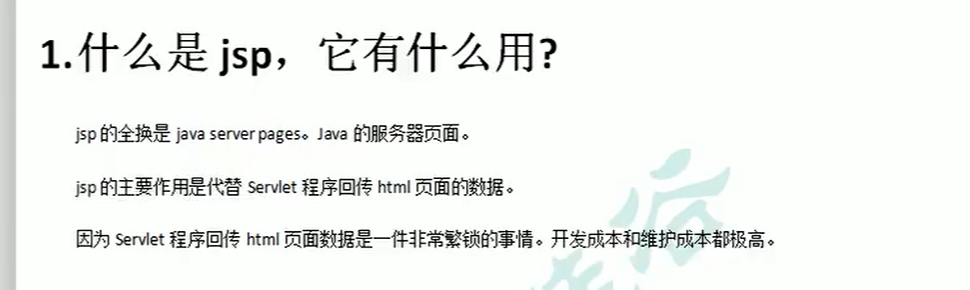 1.什么是 jsp，它有什么用?
jsp 的全换是 java server pages。Java 的服务器页面。
jsp 的主要作用是代替 Servlet 程序回传 html 页面的数据。
因为 Servlet 程序回传 html 页面数据是一件非常繁锁的事情。开发成本和维护成本都极高。